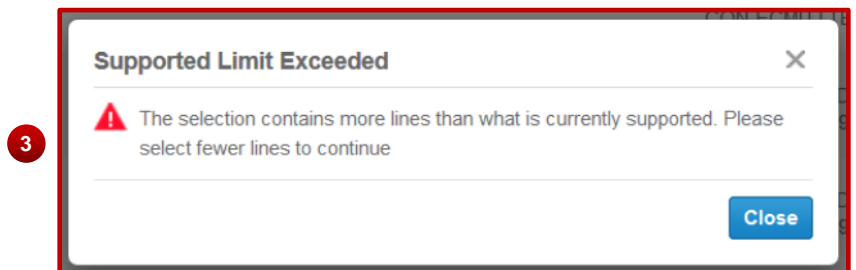 Supported Limit Exceeded
The selection contains more lines than what is currently supported. Please
select fewer lines to continue
3
Close